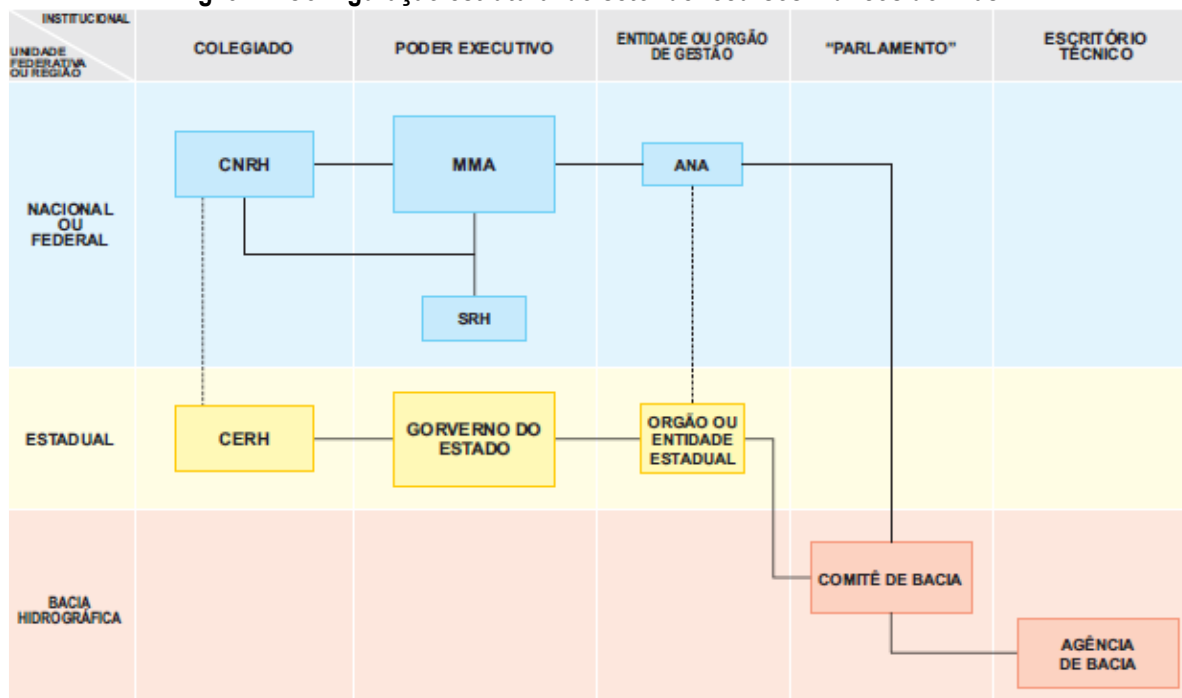 INSTITUCIONAL
UNIDADE
FEDERATIVA
OU REGIÃO
COLEGIADO
PODER EXECUTIVO
ENTIDADE OU ORGÃO
DE GESTÃO
“PARLAMENTO”
ESCRITÓRIO
TÉCNICO
NACIONAL
OU
FEDERAL
CNRH
MMA
ANA
SRH
ESTADUAL
CERH
GORVERNO DO
ESTADO
ORGÃO OU
ENTIDADE
ESTADUAL
BACIA
HIDROGRÁFICA
COMITÊ DE BACIA
AGÊNCIA
DE BACIA